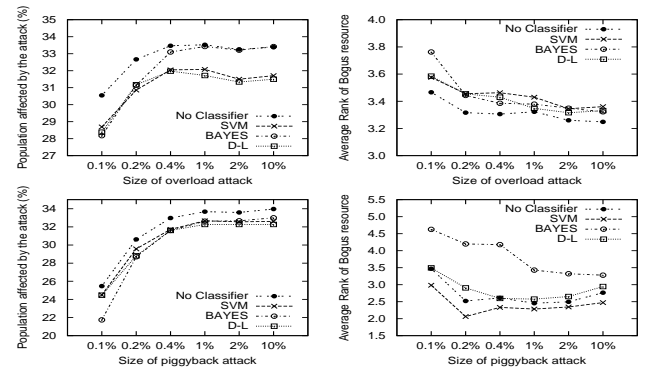 Population affected by the attack (%)
35
34
33
32
31
30
29
28
27
No Classifier
SVM
BAYES
D-L
0.1% 0.2% 0.4% 1% 2% 10%
Size of overload attack
Average Rank of Bogus resource
4.0
3.8
3.6
3.4
3.2
3.0
No Classifier
SVM
BAYES
D-L
0.1% 0.2% 0.4% 1% 2% 10%
Size of overload attack
Population affected by the attack (%)
34
32
30
28
26
24
22
20
No Classifier
SVM
BAYES
D-L
0.1% 0.2% 0.4% 1% 2% 10%
Size of piggyback attack
Average Rank of Bogus resource
5.5
5.0
4.5
4.0
3.5
3.0
2.5
2.0
1.5
No Classifier
SVM
BAYES
D-L
0.1% 0.2% 0.4% 1% 2% 10%
Size of piggyback attack